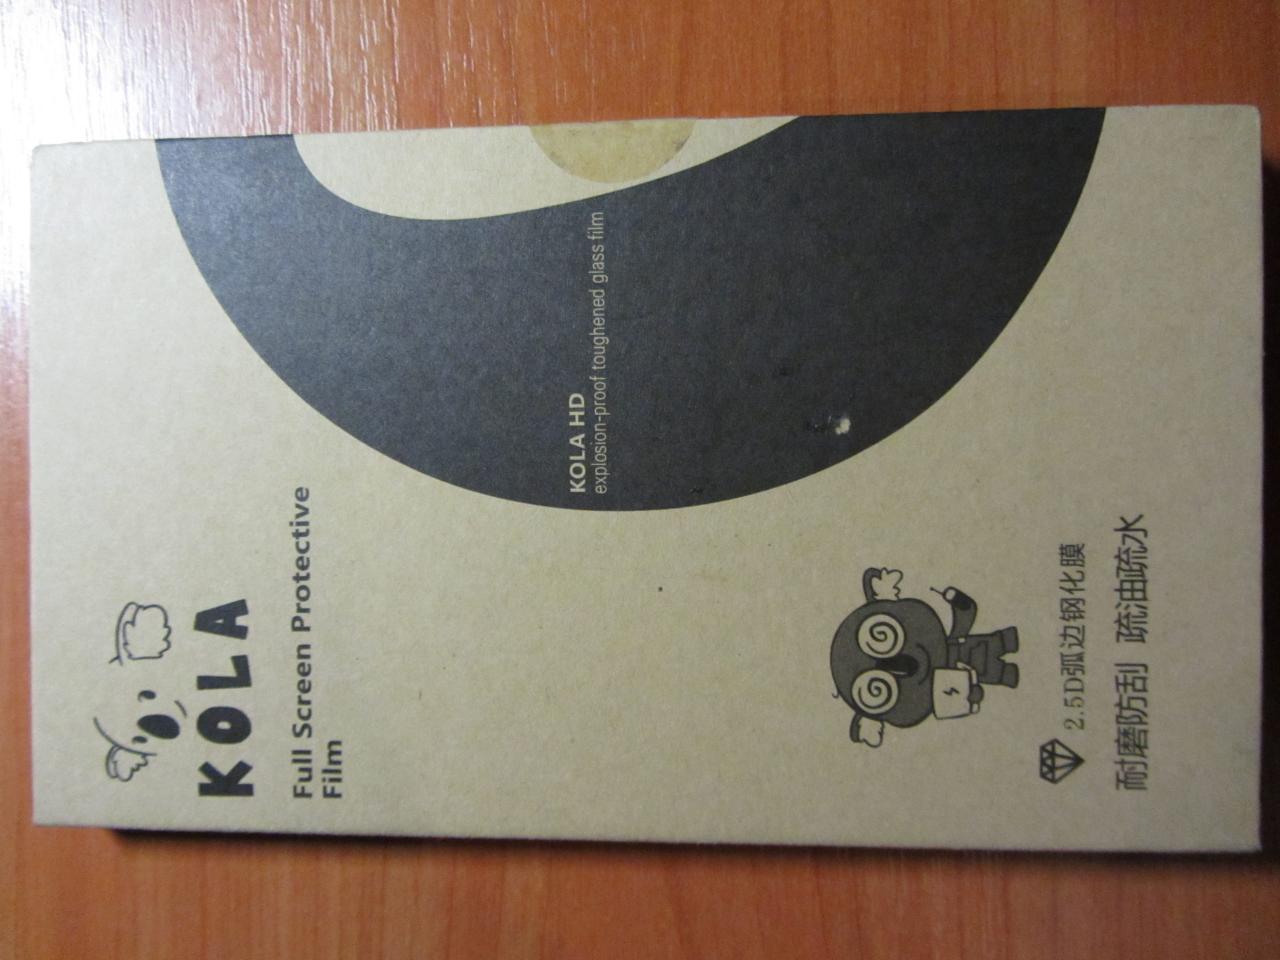 KOLA
Full Screen Protective
Film
KOLA HD
explosion-proof toughened glass film
2.5D弧边钢化膜
耐磨防刮 疏油疏水